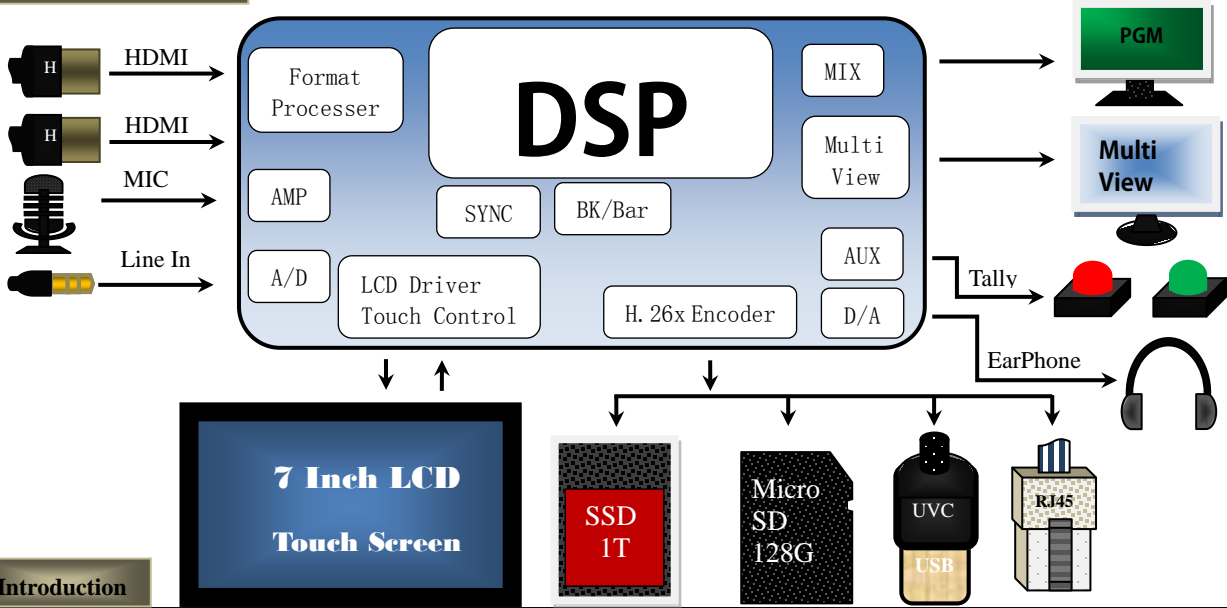 HDMI
H
HDMI
H
MIC
Line In
Format
Processer
DSP
MIX
Multi
View
AMP
SYNC
BK/Bar
A/D
LCD Driver
Touch Control
H.26x Encoder
AUX
D/A
PGM
Multi
View
Tally
EarPhone
7 Inch LCD
Touch Screen
SSD
1T
Micro
SD
128G
UVC
USB
RJ45
Introduction